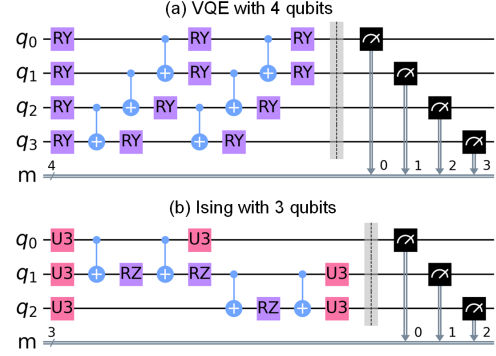 (a) VQE with 4 qubits
q0 RY RY RY
q1 RY RY RY
q2 RY RY RY
q3 RY RY RY
m 4 0 1 2 3
(b) Ising with 3 qubits
q0 U3 U3
q1 U3 RZ RZ U3
q2 U3 RZ U3
m 3 0 1 2